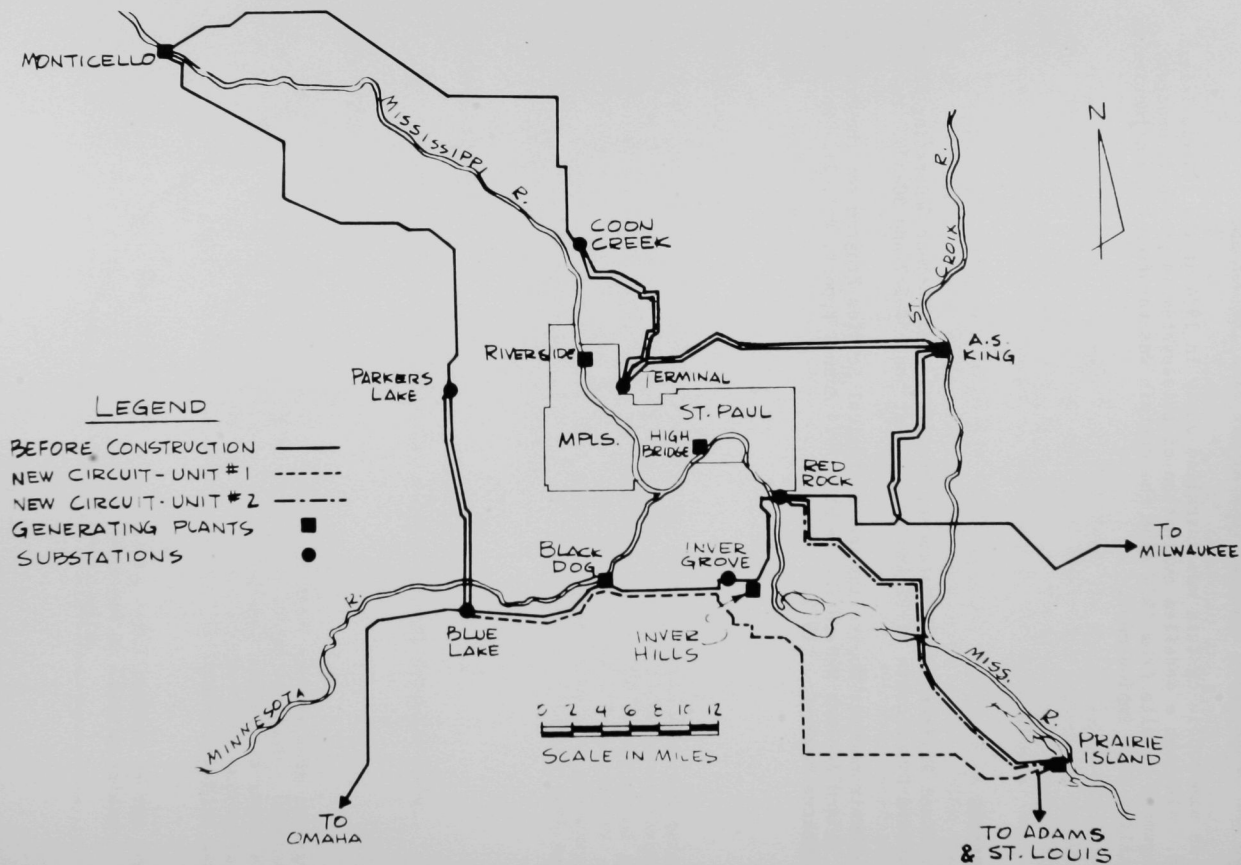 MONTICELLO
MISSISSIPPI
R.
COON
CREEK
N
ST. CROIX R.
RIVERSIDE
TERMINAL
A.S.
KING
PARKERS
LAKE
ST. PAUL
MPLS.
HIGH
BRIDGE
LEGEND
BEFORE CONSTRUCTION
NEW CIRCUIT-UNIT #1
NEW CIRCUIT-UNIT #2
GENERATING PLANTS
SUBSTATIONS
RED
ROCK
TO
MILWAUKEE
BLACK
DOG
INVER
GROVE
BLUE
LAKE
INVER
HILLS
MINNESOTA R.
MISS. R.
0 2 4 6 8 10 12
SCALE IN MILES
PRAIRIE
ISLAND
TO
OMAHA
TO ADAMS
& ST. LOUIS